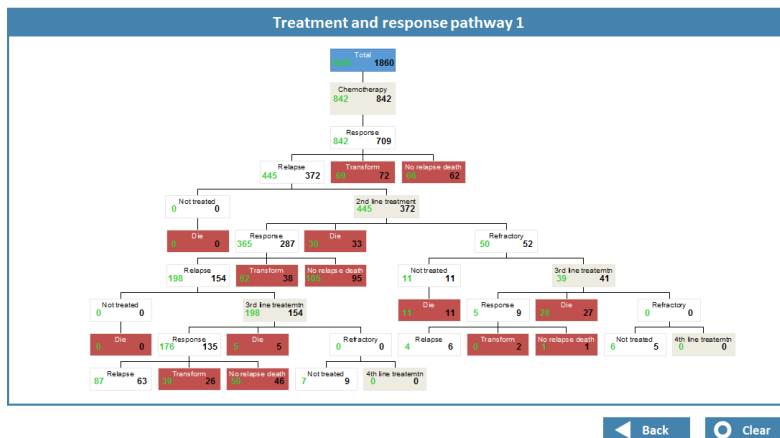 Treatment and response pathway 1
Total
1860
Chemotherapy
842 842
Response
842 709
Relapse Transform No relapse death
445 372 69 72 66 62
Not treated 2nd line treatment
0 0 445 372
Die Response Die Refractory
0 0 365 287 30 33 50 52
Relapse Transform No relapse death Not treated 3rd line treatemtn
198 154 62 38 105 95 11 11 39 41
Not treated 3rd line treatemtn Die Response Die Refractory
0 0 198 154 11 11 5 9 28 27 0 0
Die Response Die Refractory Relapse Transform No relapse death Not treated 4th line treatemtn
0 0 176 135 5 5 0 0 4 6 0 2 1 1 6 5 0 0
Relapse Transform No relapse death Not treated 4th line treatemtn
87 63 39 26 50 46 7 9 0 0
Back Clear